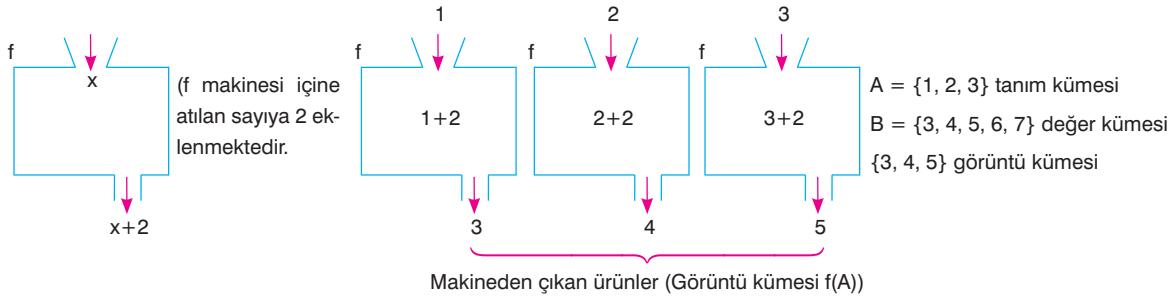 f
x
x+2
(f makinesi içine
atılan sayıya 2 ek-
lenmektedir.
1
f
1+2
3
2
f
2+2
4
3
f
3+2
5
Makineden çıkan ürünler (Görüntü kümesi f(A))
A = {1, 2, 3} tanım kümesi
B = {3, 4, 5, 6, 7} değer kümesi
{3, 4, 5} görüntü kümesi